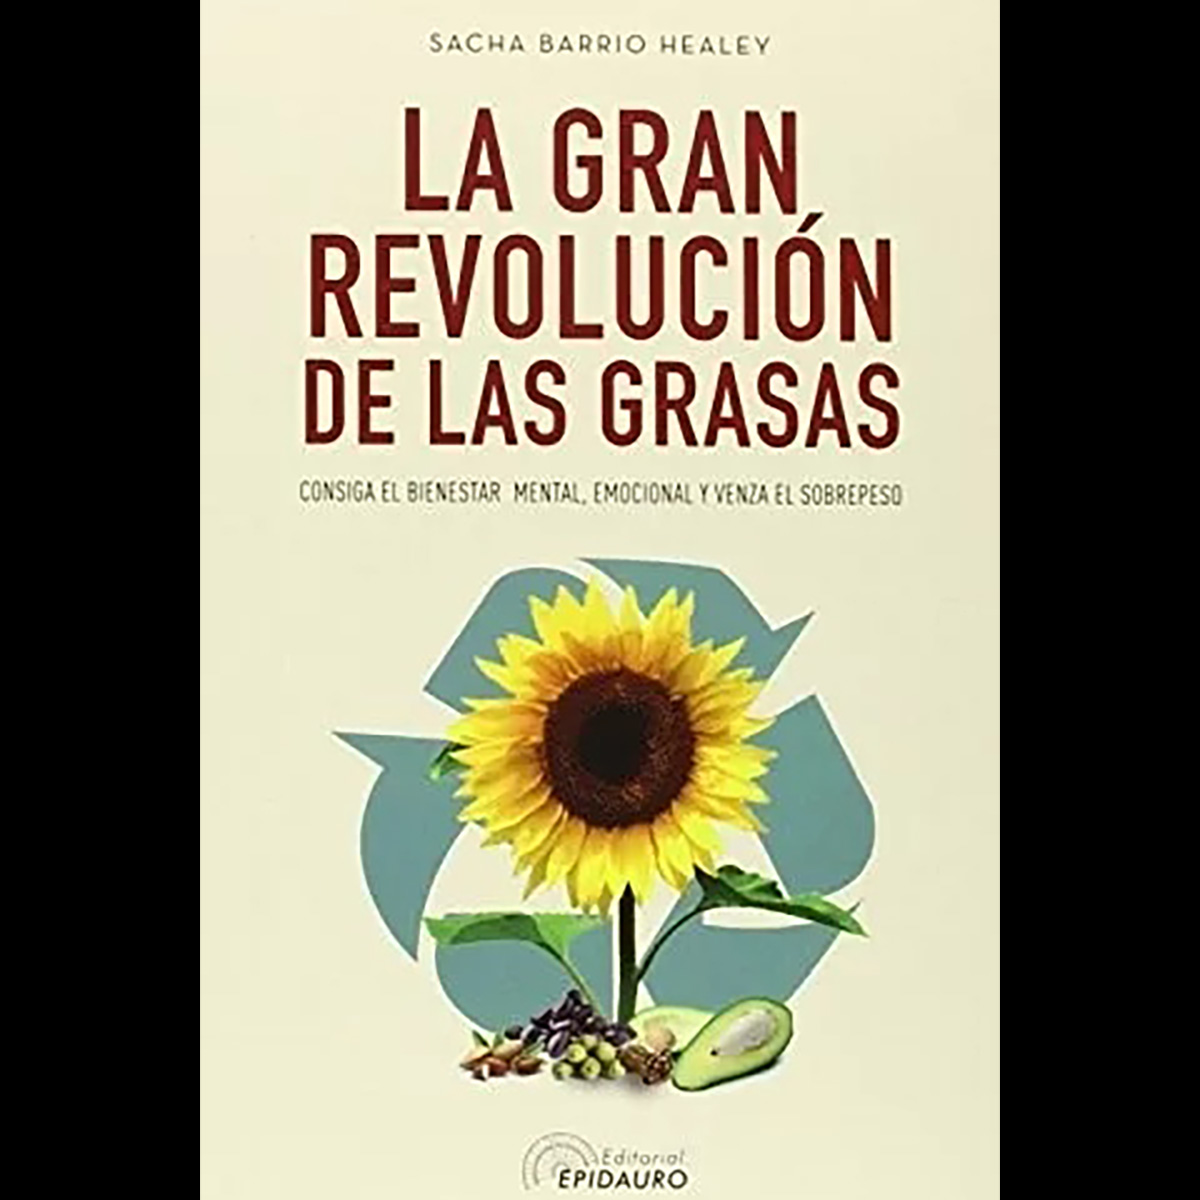 SACHA BARRIO HEALEY
LA GRAN
REVOLUCIÓN
DE LAS GRASAS
CONSIGA EL BIENESTAR MENTAL, EMOCIONAL Y VENZA EL SOBREPESO
Editorial
EPIDAURO